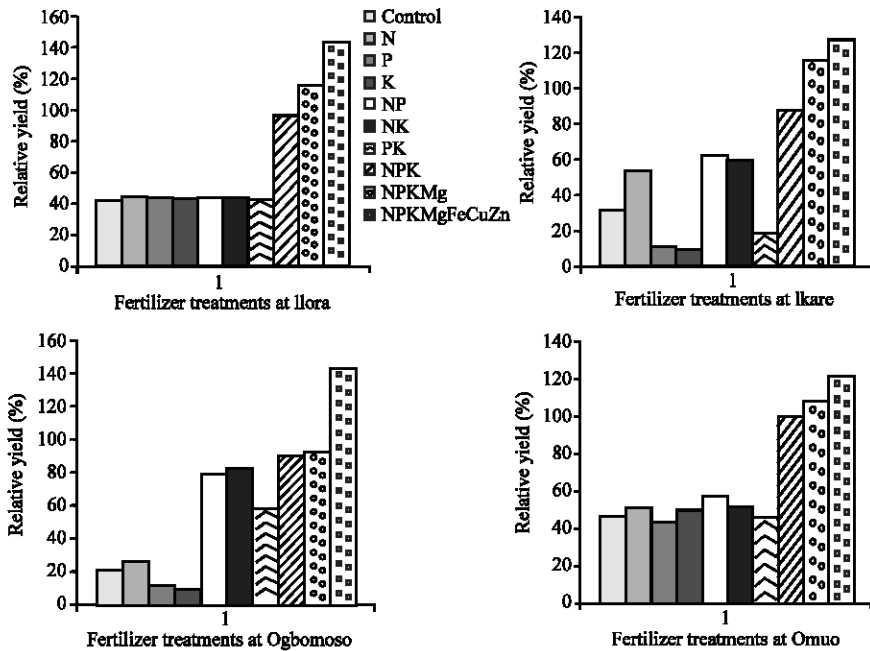 Relative yield (%)
160
140
120
100
80
60
40
20
0
1
Fertilizer treatments at Ilora
Control
N
P
K
NP
NK
PK
NPK
NPKMg
NPKMgFeCuZn
Relative yield (%)
140
120
100
80
60
40
20
0
1
Fertilizer treatments at Ikare
Relative yield (%)
160
140
120
100
80
60
40
20
0
1
Fertilizer treatments at Ogbomoso
Relative yield (%)
140
120
100
80
60
40
20
0
1
Fertilizer treatments at Omuo